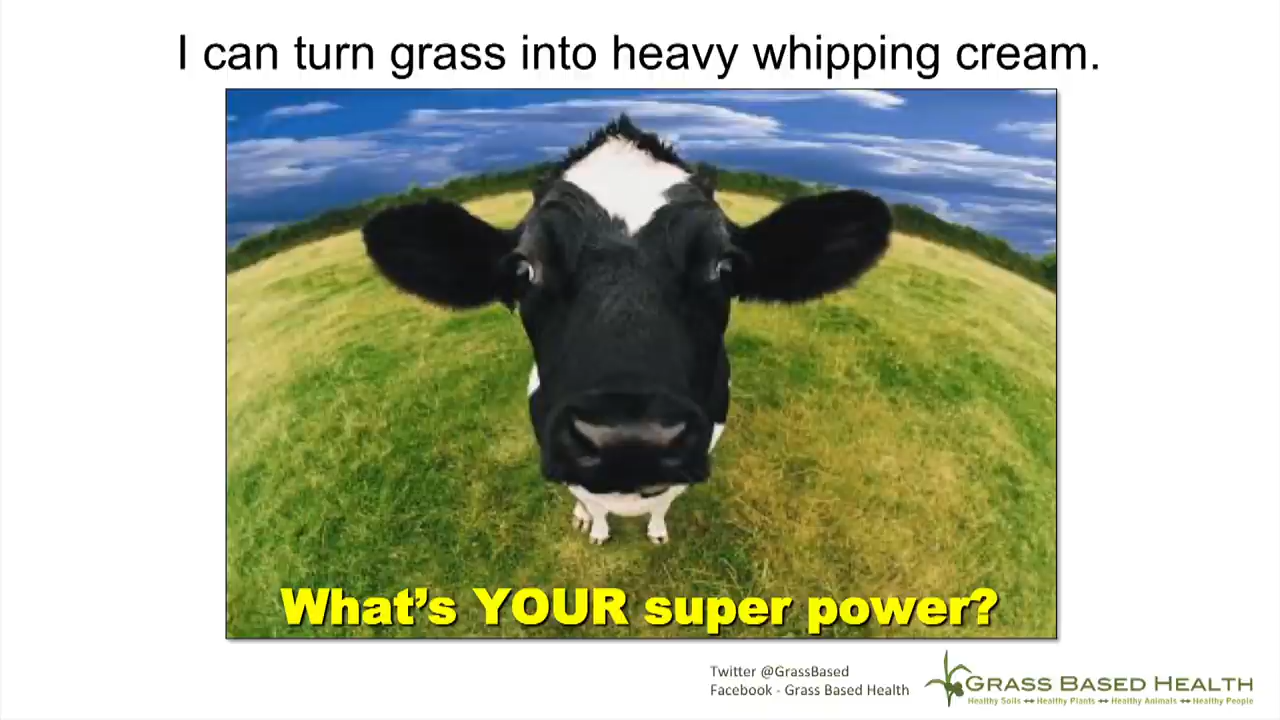 I can turn grass into heavy whipping cream.
What's YOUR super power?
Twitter @GrassBased
Facebook - Grass Based Health
GRASS BASED HEALTH
Healthy Soils ↔ Healthy Plants ↔ Healthy Animals ↔ Healthy People